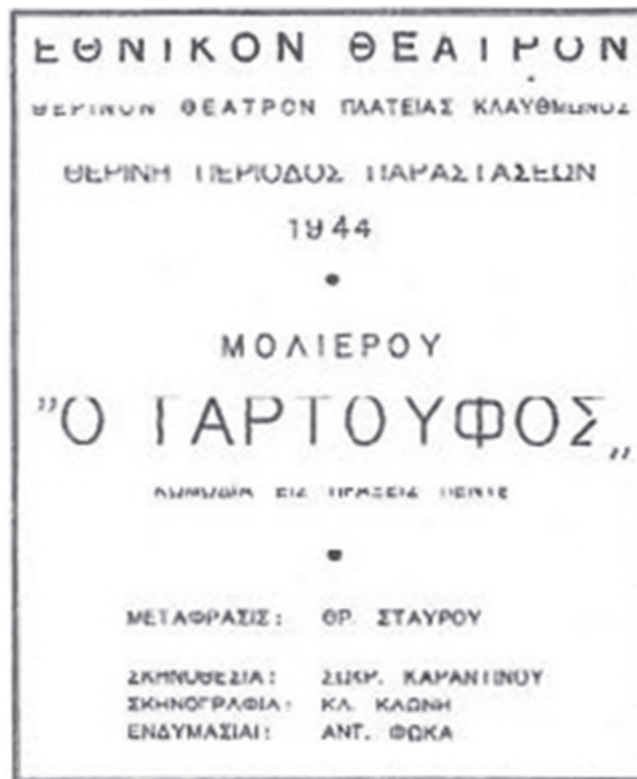 ΕΘΝΙΚΟΝ ΘΕΑΤΡΟΝ
ΘΕΡΙΝΟΝ ΘΕΑΤΡΟΝ ΠΛΑΤΕΙΑΣ ΚΛΑΥΘΜΩΝΟΣ
ΘΕΡΙΝΗ ΠΕΡΙΟΔΟΣ ΠΑΡΑΣΤΑΣΕΩΝ
1944
•
ΜΟΛΙΕΡΟΥ
"Ο ΤΑΡΤΟΥΦΟΣ„
ΚΩΜΩΔΙΑ ΕΙΣ ΠΡΑΞΕΙΣ ΠΕΝΤΕ
•
ΜΕΤΑΦΡΑΣΙΣ: ΘΡ. ΣΤΑΥΡΟΥ
ΣΚΗΝΟΘΕΣΙΑ: ΣΩΚΡ. ΚΑΡΑΝΤΙΝΟΥ
ΣΚΗΝΟΓΡΑΦΙΑ: ΚΛ. ΚΛΩΝΗ
ΕΝΔΥΜΑΣΙΑΙ: ΑΝΤ. ΦΩΚΑ